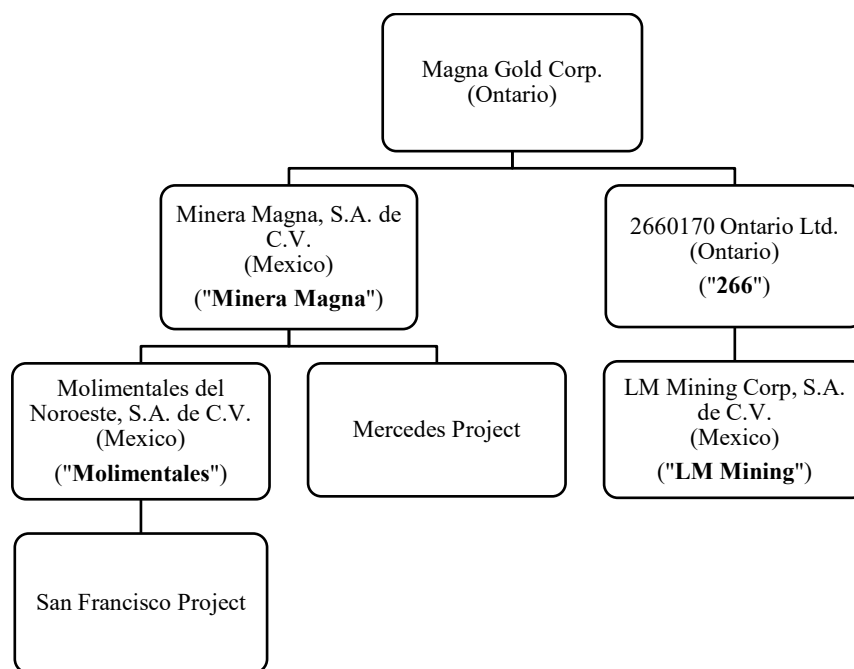 Magna Gold Corp.
(Ontario)
Minera Magna, S.A. de
C.V.
(Mexico)
("Minera Magna")
2660170 Ontario Ltd.
(Ontario)
("266")
Molimentales del
Noroeste, S.A. de C.V.
(Mexico)
("Molimentales")
Mercedes Project
LM Mining Corp, S.A.
de C.V.
(Mexico)
("LM Mining")
San Francisco Project